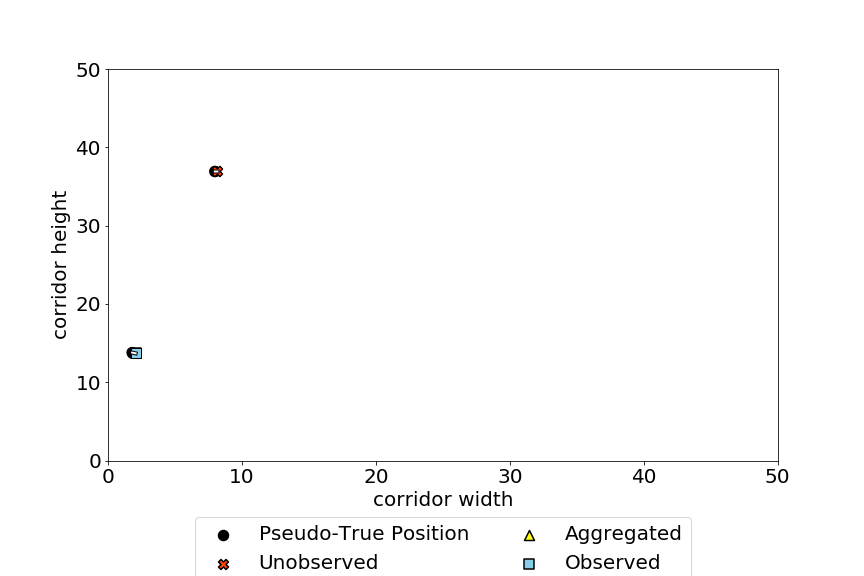 50
40
30
20
10
0
corridor height
0 10 20 30 40 50
corridor width
Pseudo-True Position Aggregated
Unobserved Observed